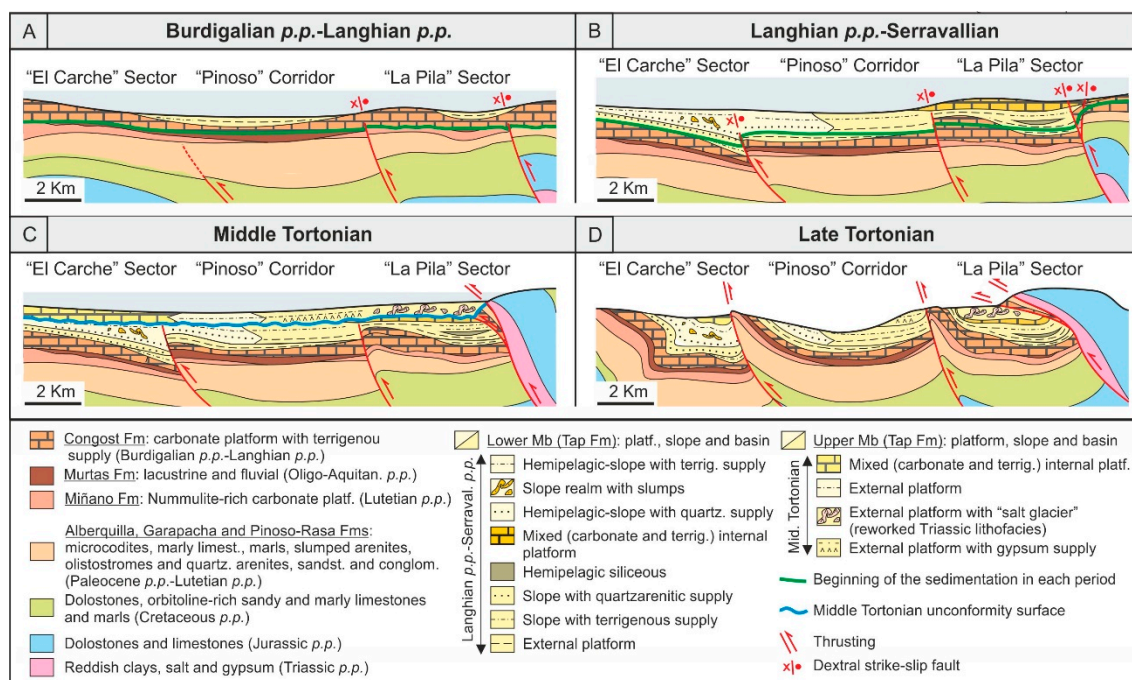 A
Burdigalian p.p.-Langhian p.p.
"El Carche" Sector "Pinoso" Corridor "La Pila" Sector
x/•
x/•
2 Km
B
Langhian p.p.-Serravallian
"El Carche" Sector "Pinoso" Corridor "La Pila" Sector
x/•
x/•
x/• x/•
2 Km
C
Middle Tortonian
"El Carche" Sector "Pinoso" Corridor "La Pila" Sector
2 Km
D
Late Tortonian
"El Carche" Sector "Pinoso" Corridor "La Pila" Sector
2 Km
Congost Fm: carbonate platform with terrigenou
supply (Burdigalian p.p.-Langhian p.p.)
Murtas Fm: lacustrine and fluvial (Oligo-Aquitan. p.p.)
Miñano Fm: Nummulite-rich carbonate platf. (Lutetian p.p.)
Alberquilla, Garapacha and Pinoso-Rasa Fms:
microcodites, marly limest., marls, slumped arenites,
olistostromes and quartz. arenites, sandst. and conglom.
(Paleocene p.p.-Lutetian p.p.)
Dolostones, orbitoline-rich sandy and marly limestones
and marls (Cretaceous p.p.)
Dolostones and limestones (Jurassic p.p.)
Reddish clays, salt and gypsum (Triassic p.p.)
Lower Mb (Tap Fm): platf., slope and basin
Langhian p.p.-Serraval. p.p.
Hemipelagic-slope with terrig. supply
Slope realm with slumps
Hemipelagic-slope with quartz. supply
Mixed (carbonate and terrig.) internal
platform
Hemipelagic siliceous
Slope with quartzarenitic supply
Slope with terrigenous supply
External platform
Upper Mb (Tap Fm): platform, slope and basin
Mid. Tortonian
Mixed (carbonate and terrig.) internal platf.
External platform
External platform with "salt glacier"
(reworked Triassic lithofacies)
External platform with gypsum supply
Beginning of the sedimentation in each period
Middle Tortonian unconformity surface
Thrusting
x/• Dextral strike-slip fault